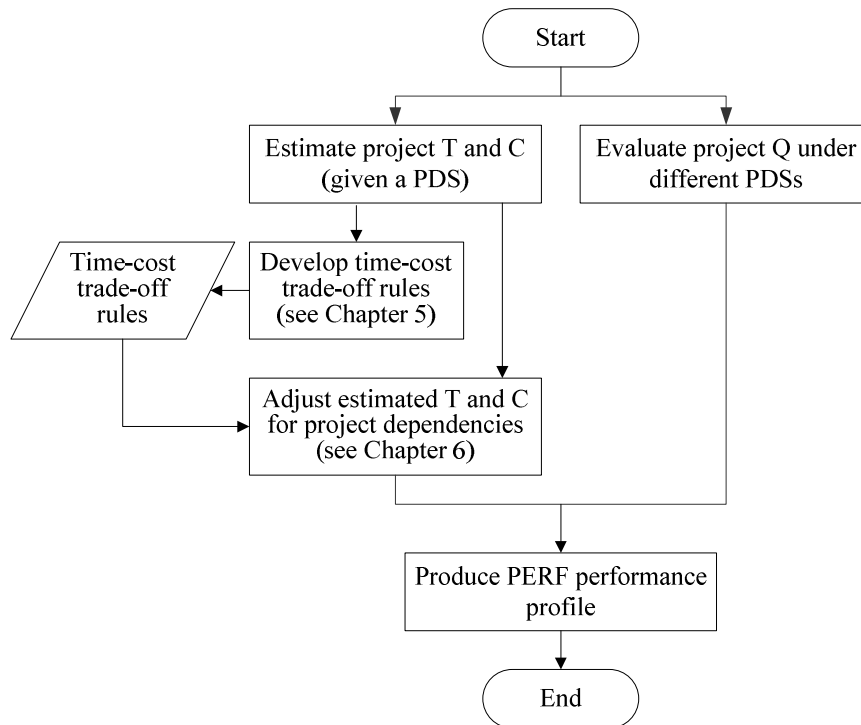 Start
Estimate project T and C
(given a PDS)
Evaluate project Q under
different PDSs
Time-cost
trade-off
rules
Develop time-cost
trade-off rules
(see Chapter 5)
Adjust estimated T and C
for project dependencies
(see Chapter 6)
Produce PERF performance
profile
End